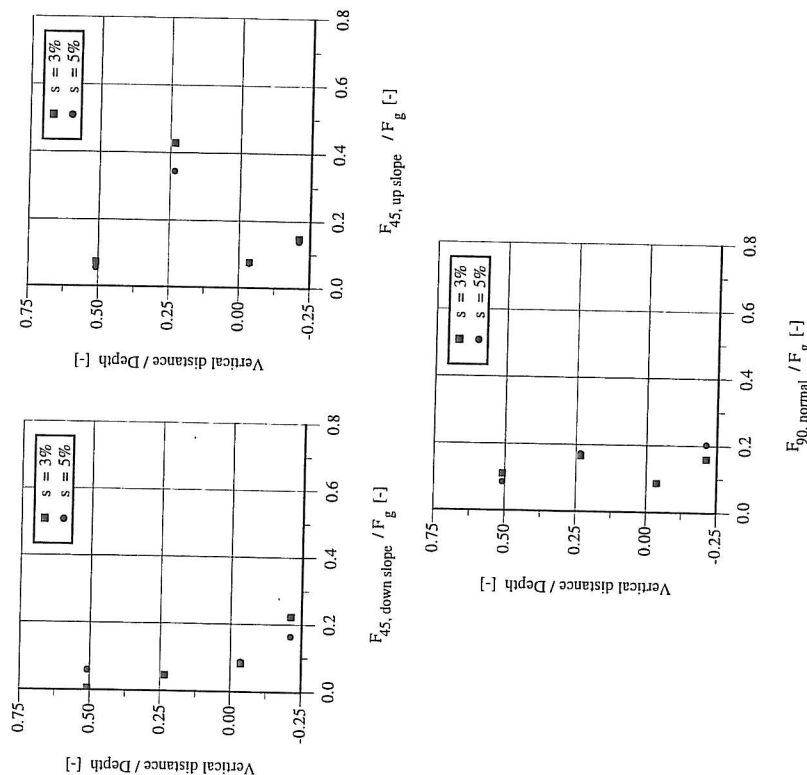 0.75
0.50
0.25
0.00
-0.25
Vertical distance / Depth [-]
s = 3%
s = 5%
0.0
0.2
0.4
0.6
0.8
F45, down slope / Fg [-]
0.75
0.50
0.25
0.00
-0.25
Vertical distance / Depth [-]
s = 3%
s = 5%
0.0
0.2
0.4
0.6
0.8
F45, up slope / Fg [-]
0.75
0.50
0.25
0.00
-0.25
Vertical distance / Depth [-]
s = 3%
s = 5%
0.0
0.2
0.4
0.6
0.8
F90, normal / Fg [-]